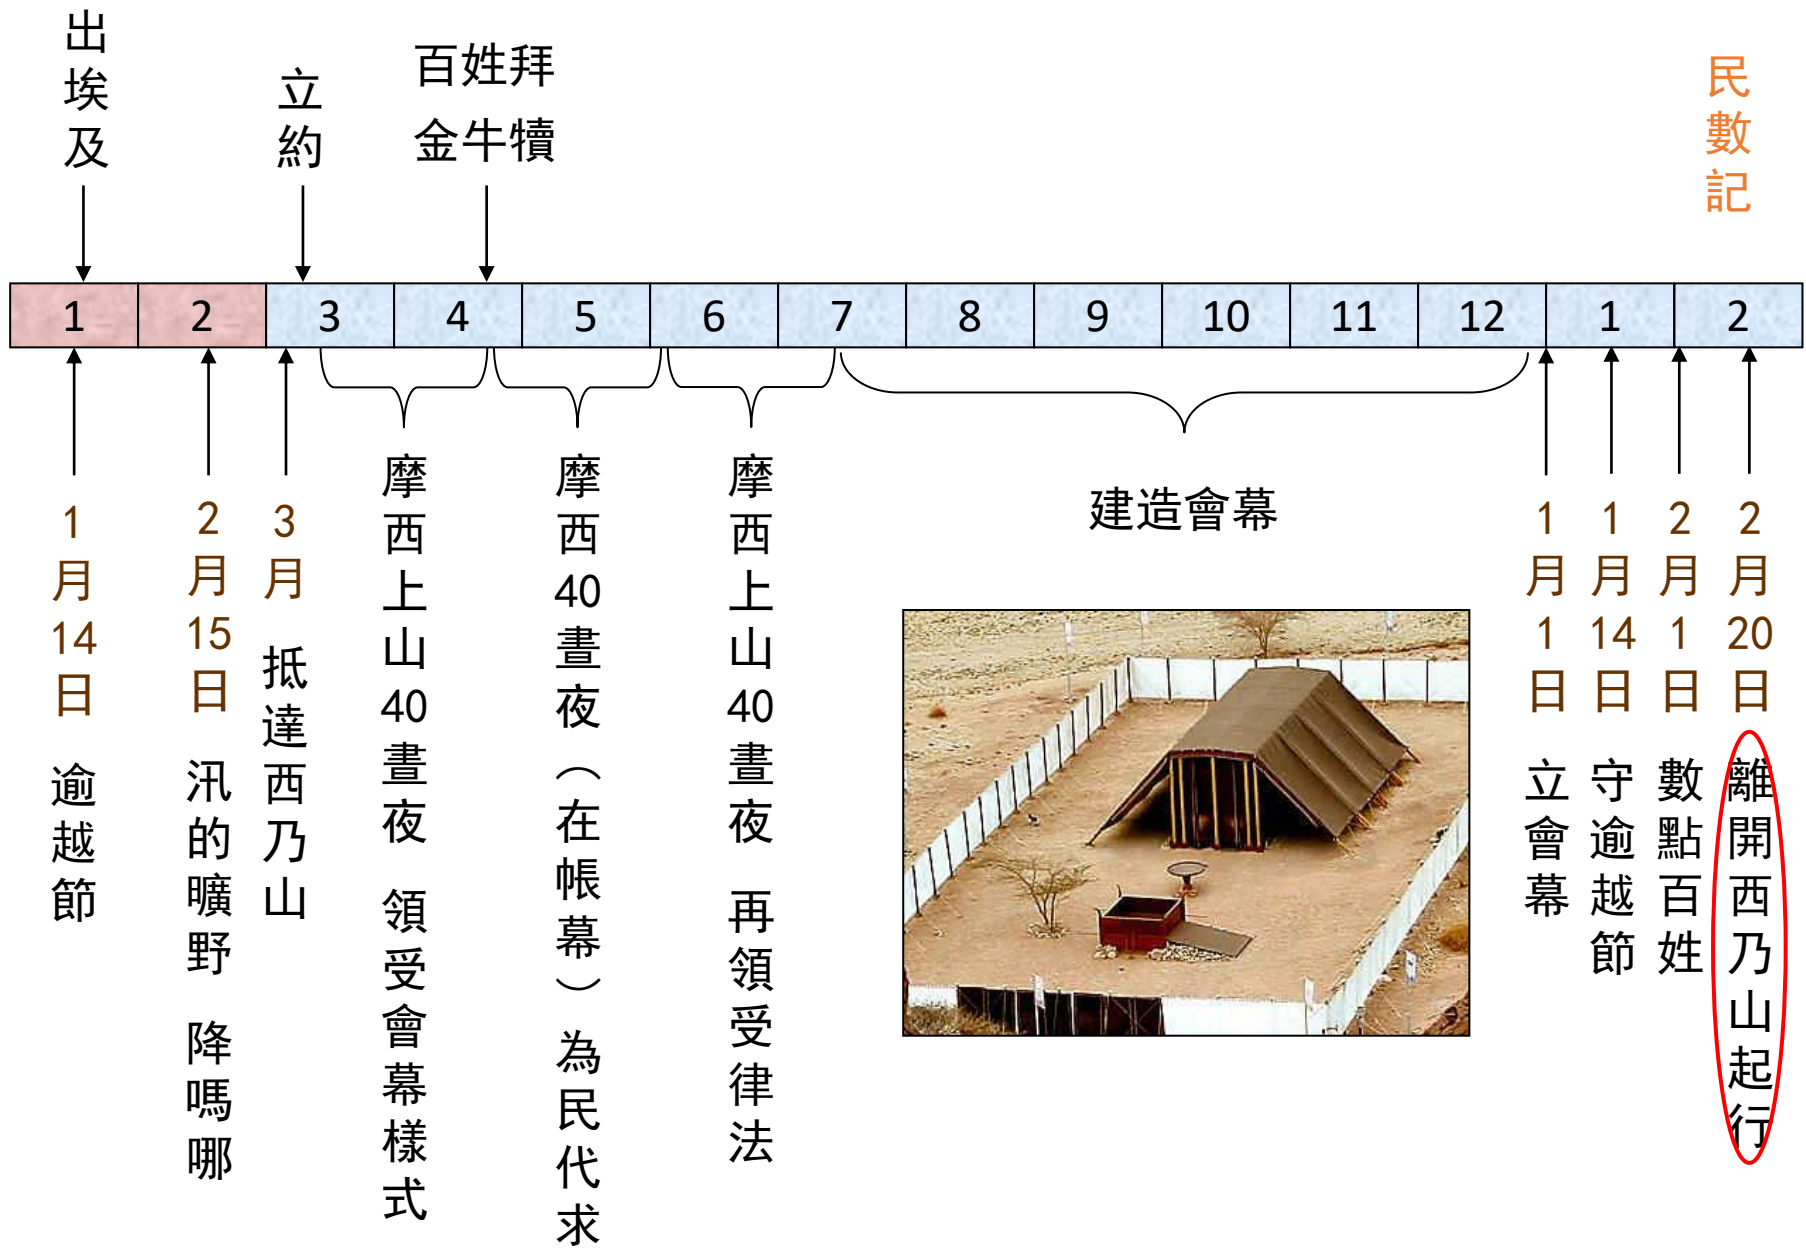 出埃及
立約
百姓拜
金牛犢
民數記
1 2 3 4 5 6 7 8 9 10 11 12 1 2
1月14日 逾越節
2月15日 汛的曠野 降嗎哪
3月 抵達西乃山
摩西上山40晝夜 領受會幕樣式
摩西40晝夜（在帳幕）為民代求
摩西上山40晝夜 再領受律法
建造會幕
1月1日 立會幕
1月14日 守逾越節
2月1日 數點百姓
2月20日 離開西乃山起行